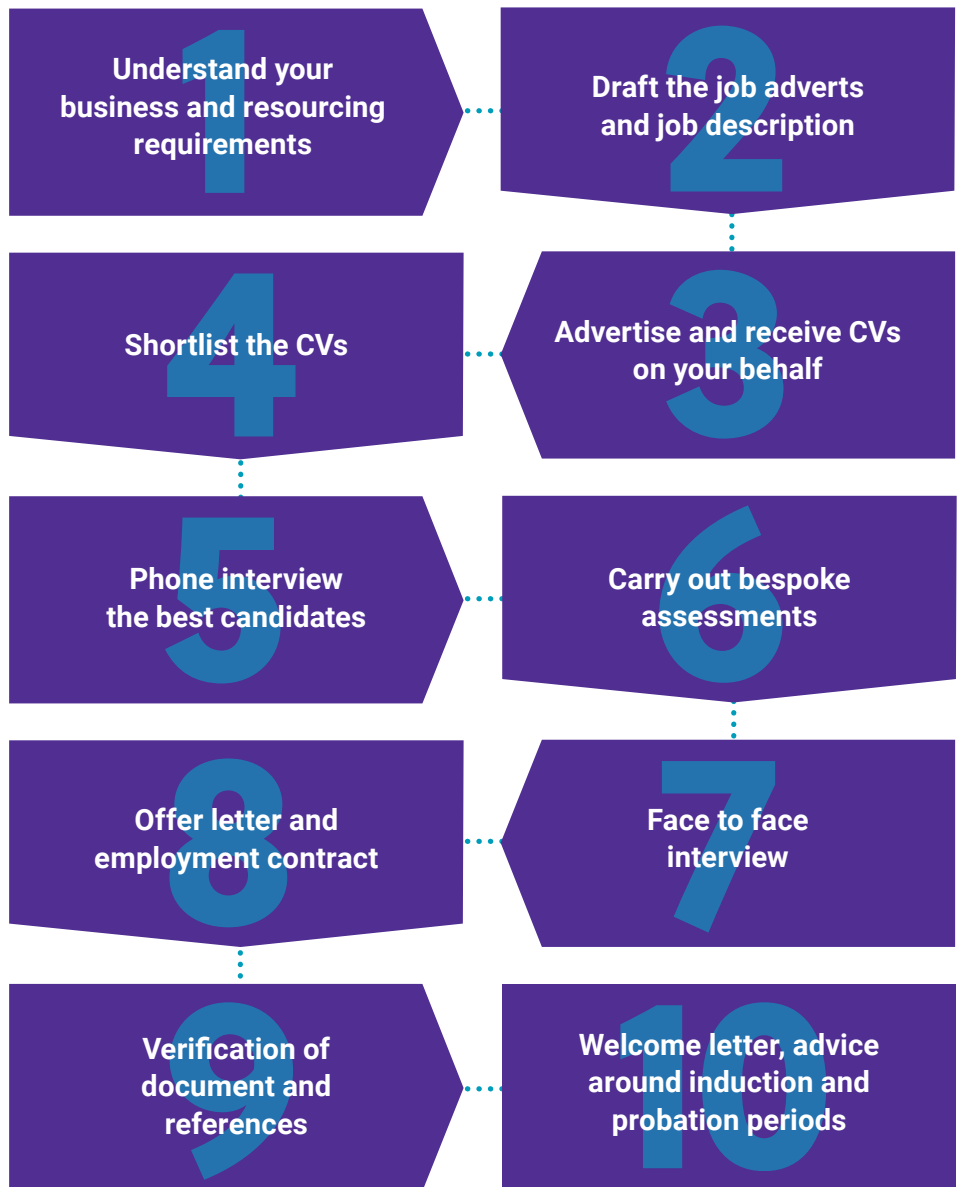 1
Understand your
business and resourcing
requirements
2
Draft the job adverts
and job description
3
Advertise and receive CVs
on your behalf
4
Shortlist the CVs
5
Phone interview
the best candidates
6
Carry out bespoke
assessments
7
Face to face
interview
8
Offer letter and
employment contract
9
Verification of
document and
references
10
Welcome letter, advice
around induction and
probation periods